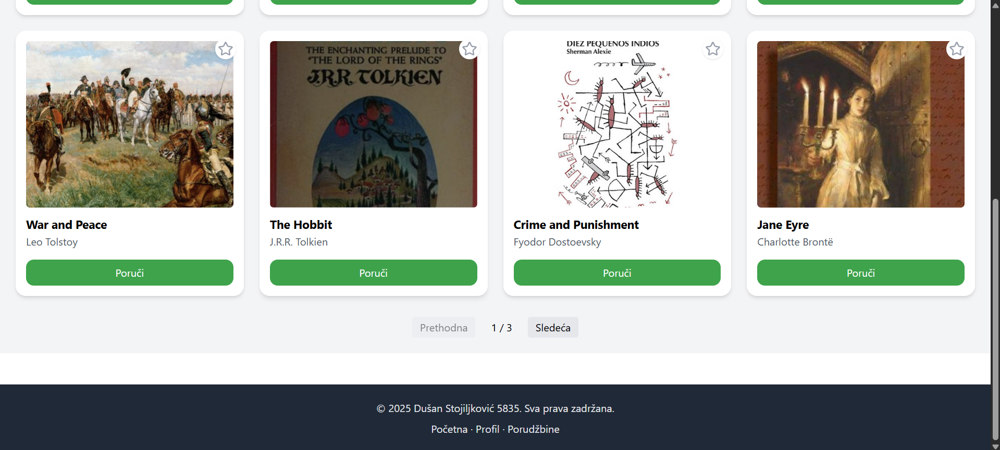 THE ENCHANTING PRELUDE TO
"THE LORD OF THE RINGS"
J.R.R. TOLKIEN
DIEZ PEQUEÑOS INDIOS
Sherman Alexie
War and Peace
Leo Tolstoy
Poruči
The Hobbit
J.R.R. Tolkien
Poruči
Crime and Punishment
Fyodor Dostoevsky
Poruči
Jane Eyre
Charlotte Brontë
Poruči
Prethodna
1 / 3
Sledeća
© 2025 Dušan Stojiljković 5835. Sva prava zadržana.
Početna · Profil · Porudžbine